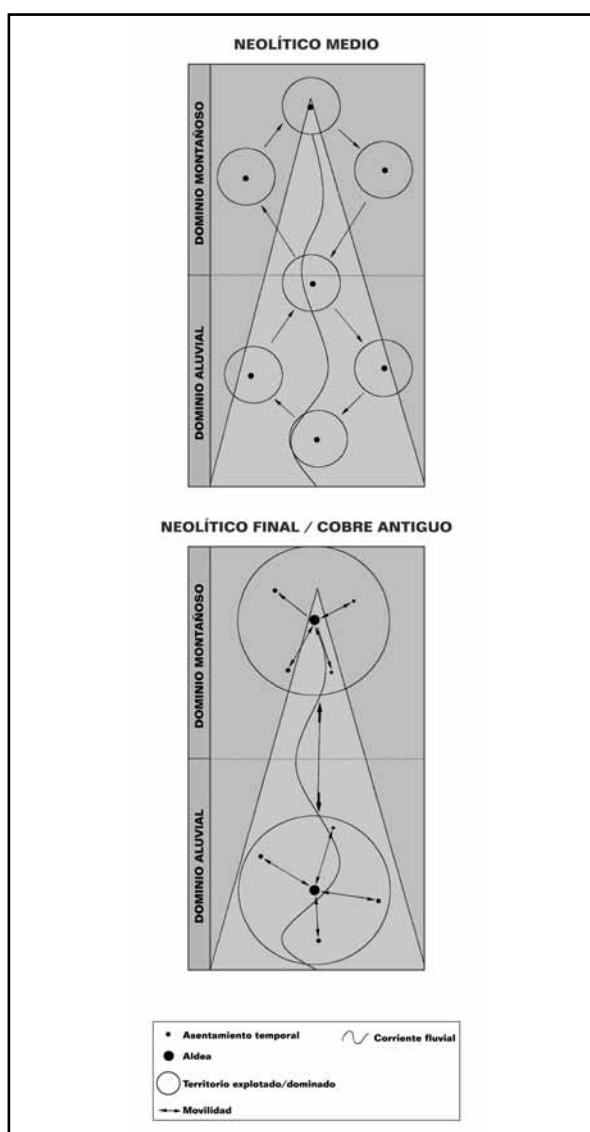 NEOLÍTICO MEDIO
DOMINIO MONTAÑOSO
DOMINIO ALUVIAL
NEOLÍTICO FINAL / COBRE ANTIGUO
DOMINIO MONTAÑOSO
DOMINIO ALUVIAL
Asentamiento temporal
Corriente fluvial
Aldea
Territorio explotado/dominado
Movilidad